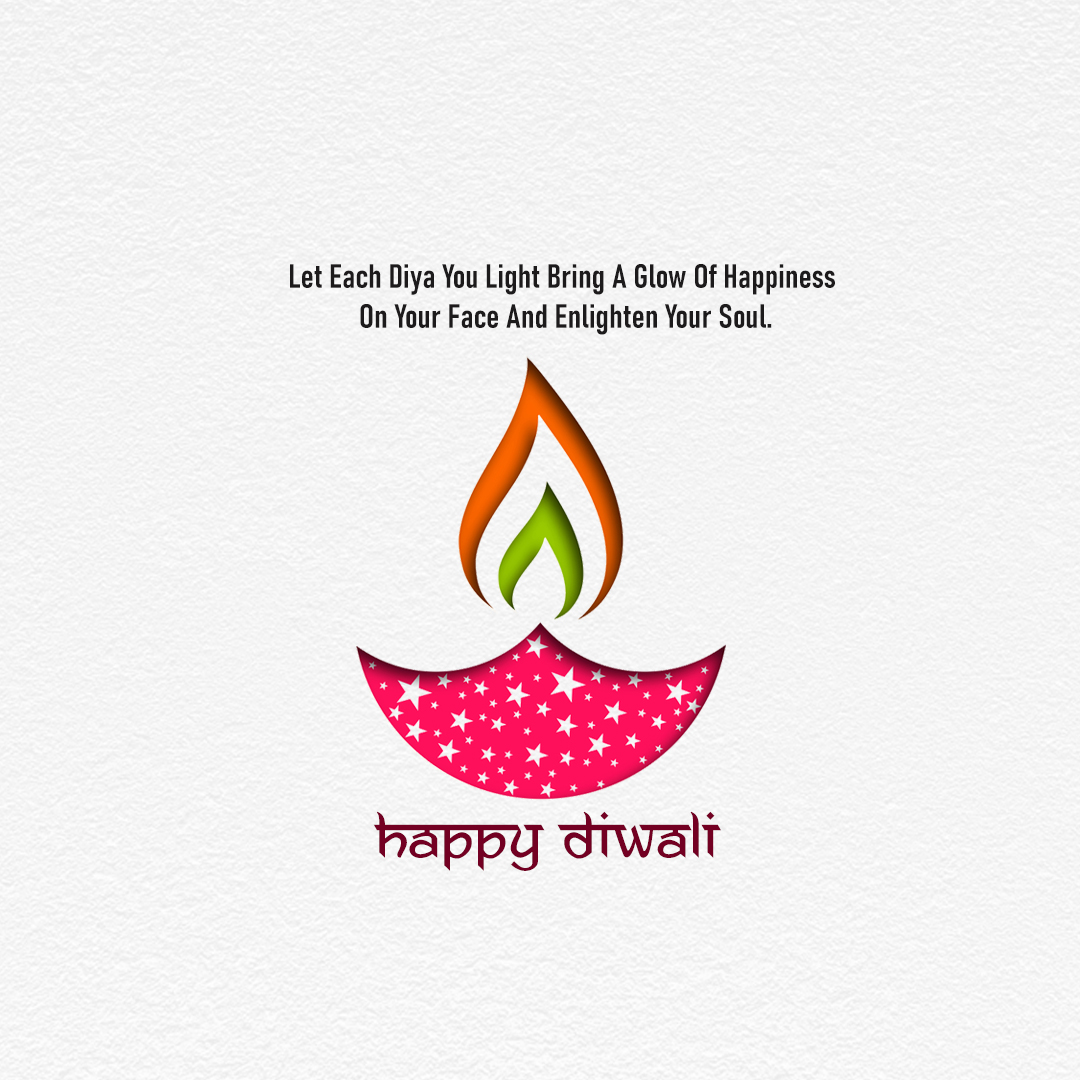 Let Each Diya You Light Bring A Glow Of Happiness
On Your Face And Enlighten Your Soul.
happy diwali